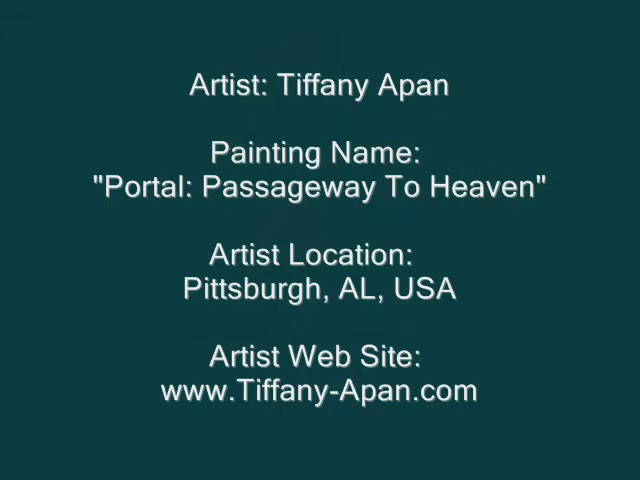 Artist: Tiffany Apan
Painting Name:
"Portal: Passageway To Heaven"
Artist Location:
Pittsburgh, AL, USA
Artist Web Site:
www.Tiffany-Apan.com